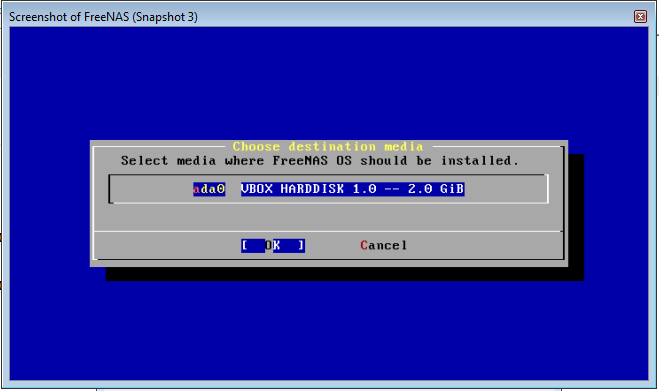 Screenshot of FreeNAS (Snapshot 3)
Choose destination media
Select media where FreeNAS OS should be installed.
ada0 VBOX HARDDISK 1.0 -- 2.0 GiB
[ OK ] Cancel